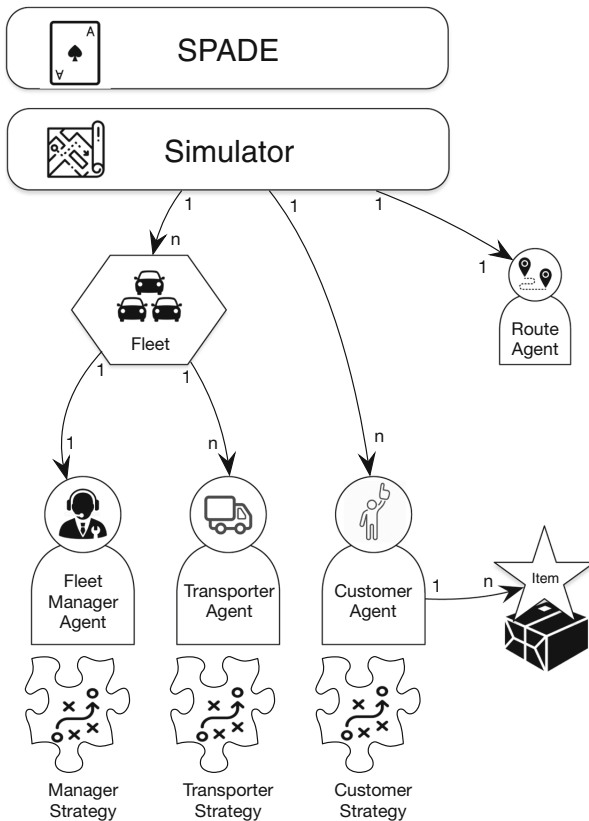 A
SPADE
A
Simulator
1
1
1
n
1
Fleet
Route
Agent
1
1
1
n
n
Fleet
Manager
Agent
Transporter
Agent
Customer
Agent
1
n
Item
Manager
Strategy
Transporter
Strategy
Customer
Strategy